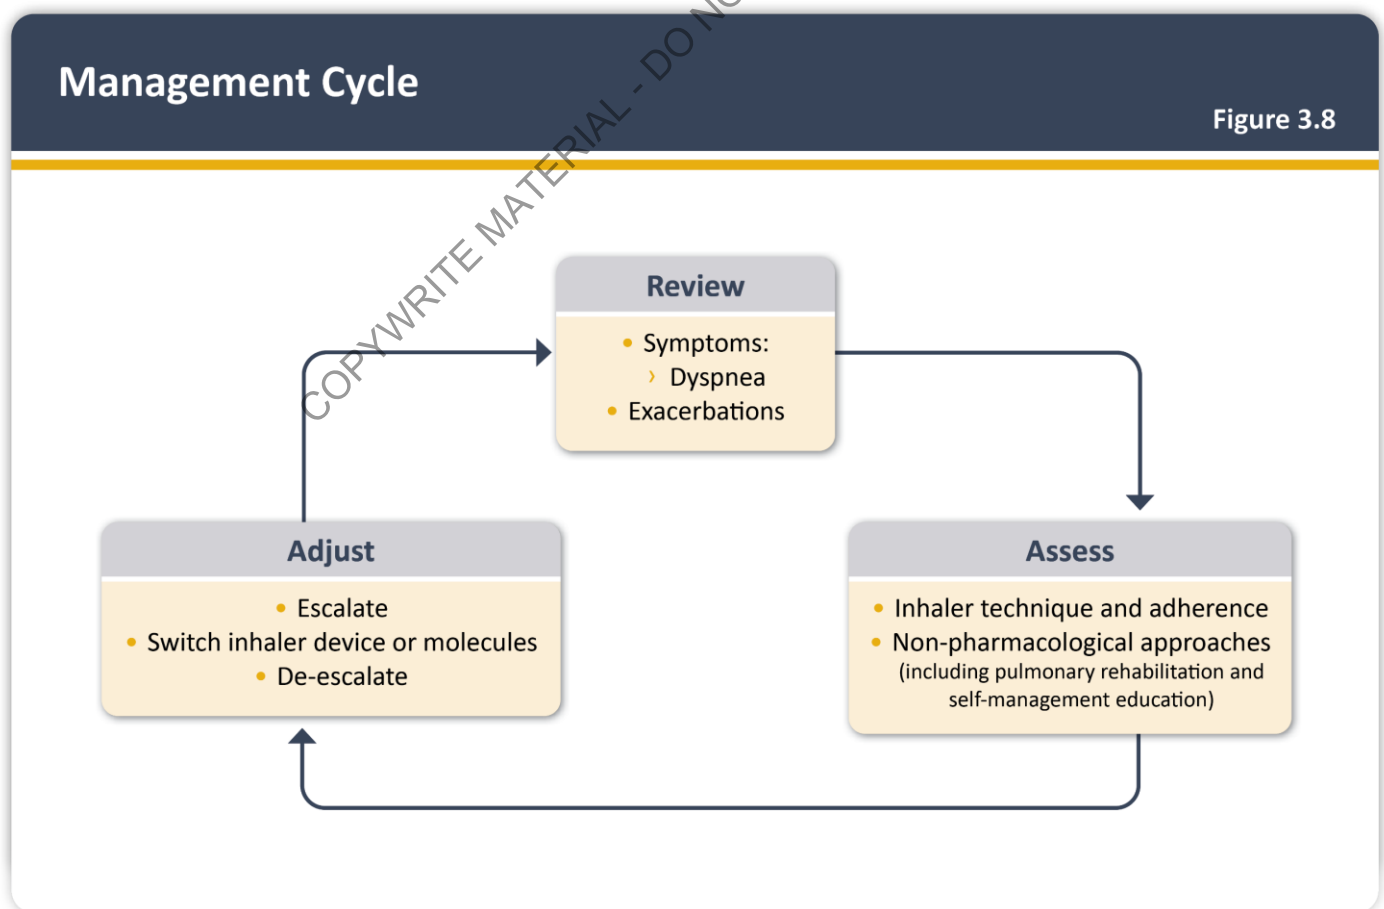 Management Cycle
Figure 3.8
COPYWRITE MATERIAL - DO
Review
• Symptoms:
› Dyspnea
• Exacerbations
Adjust
• Escalate
• Switch inhaler device or molecules
• De-escalate
Assess
• Inhaler technique and adherence
• Non-pharmacological approaches
(including pulmonary rehabilitation and
self-management education)